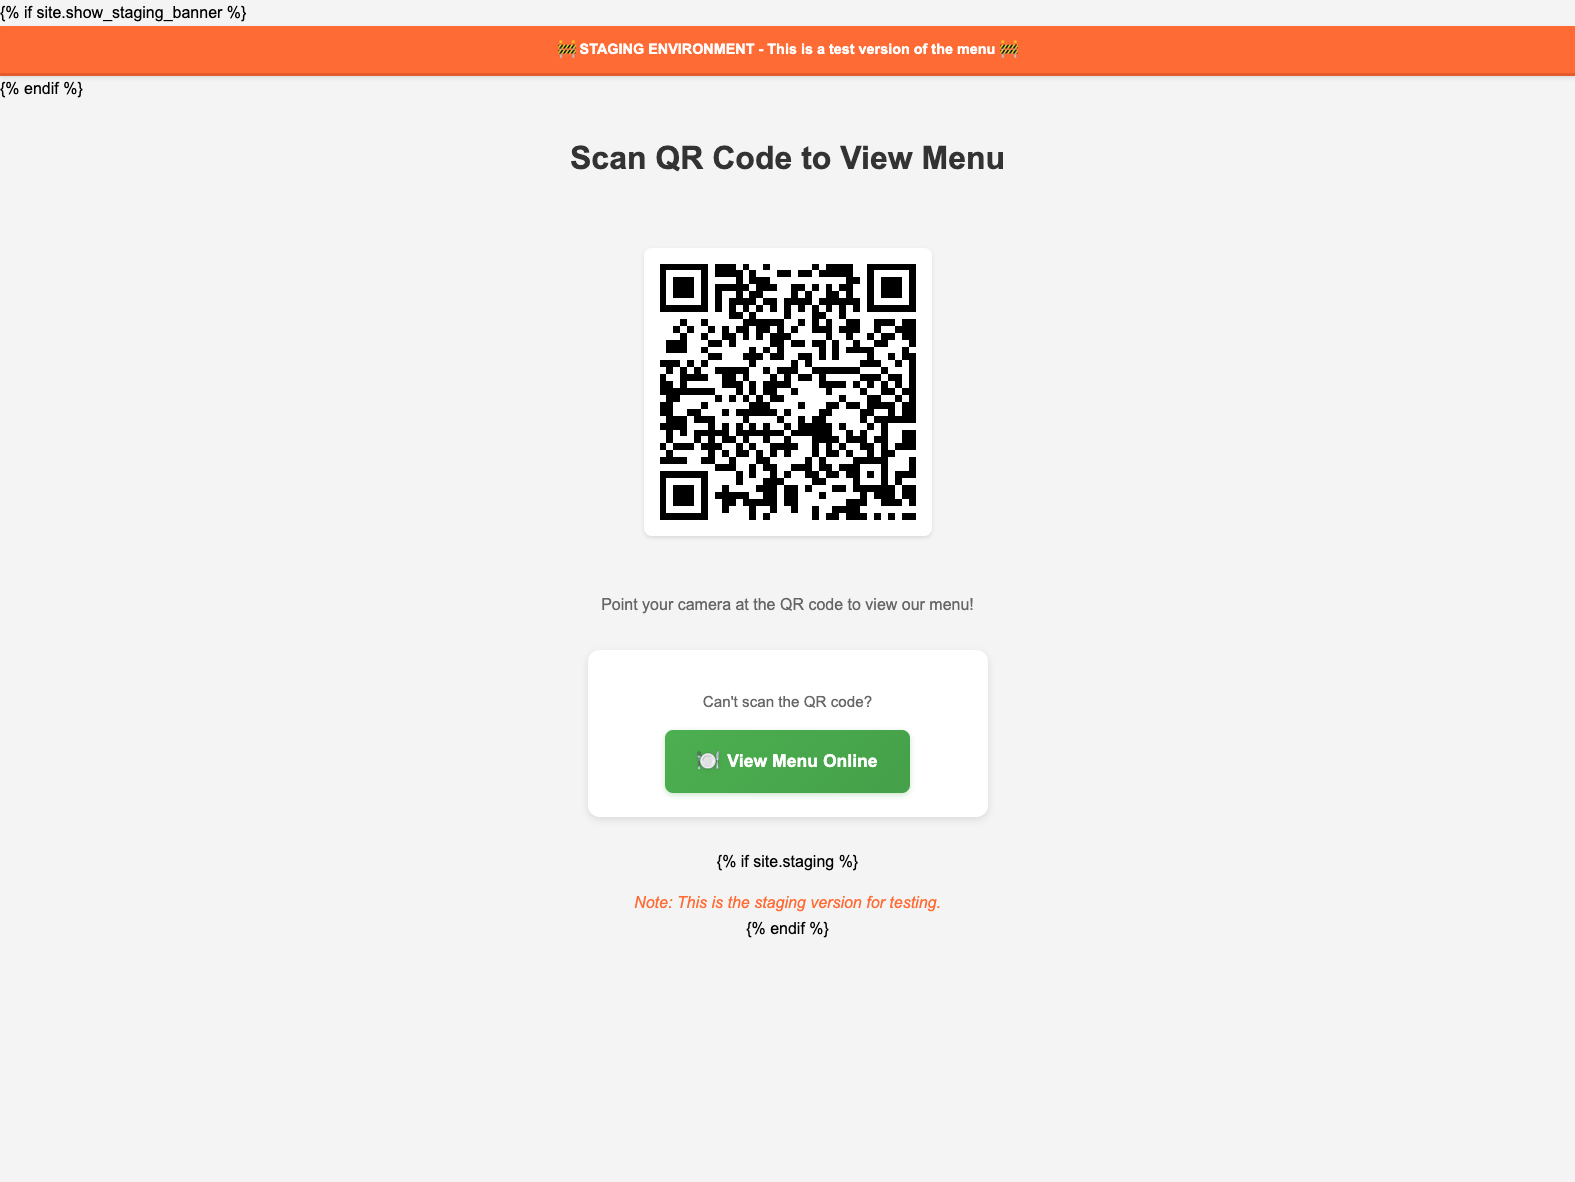 {% if site.show_staging_banner %}
🚧 STAGING ENVIRONMENT - This is a test version of the menu 🚧
{% endif %}
Scan QR Code to View Menu
Point your camera at the QR code to view our menu!
Can't scan the QR code?
🍽️ View Menu Online
{% if site.staging %}
Note: This is the staging version for testing.
{% endif %}